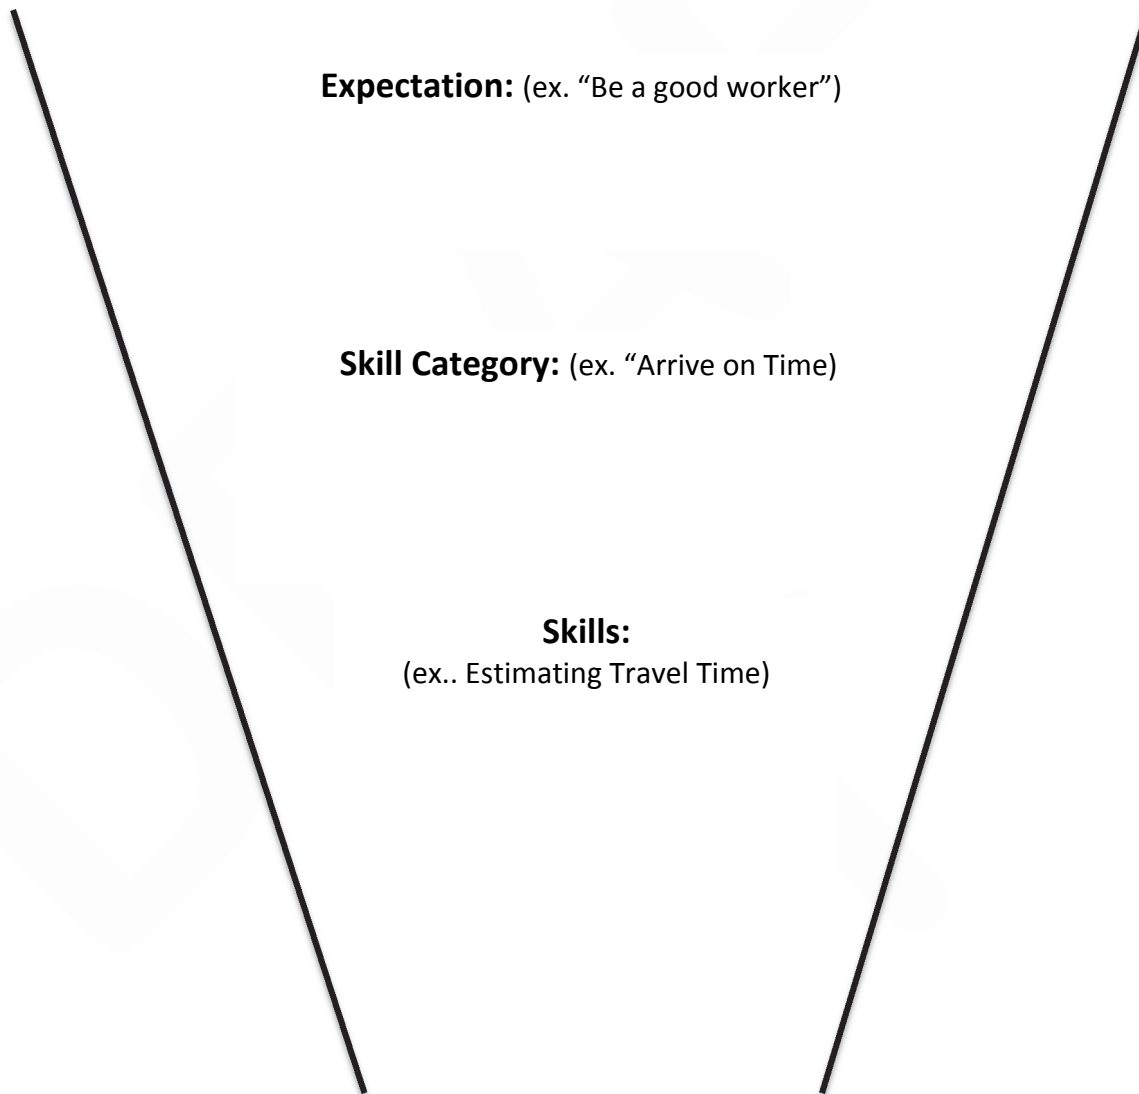 Expectation: (ex. “Be a good worker”)
Skill Category: (ex. “Arrive on Time)
Skills:
(ex.. Estimating Travel Time)